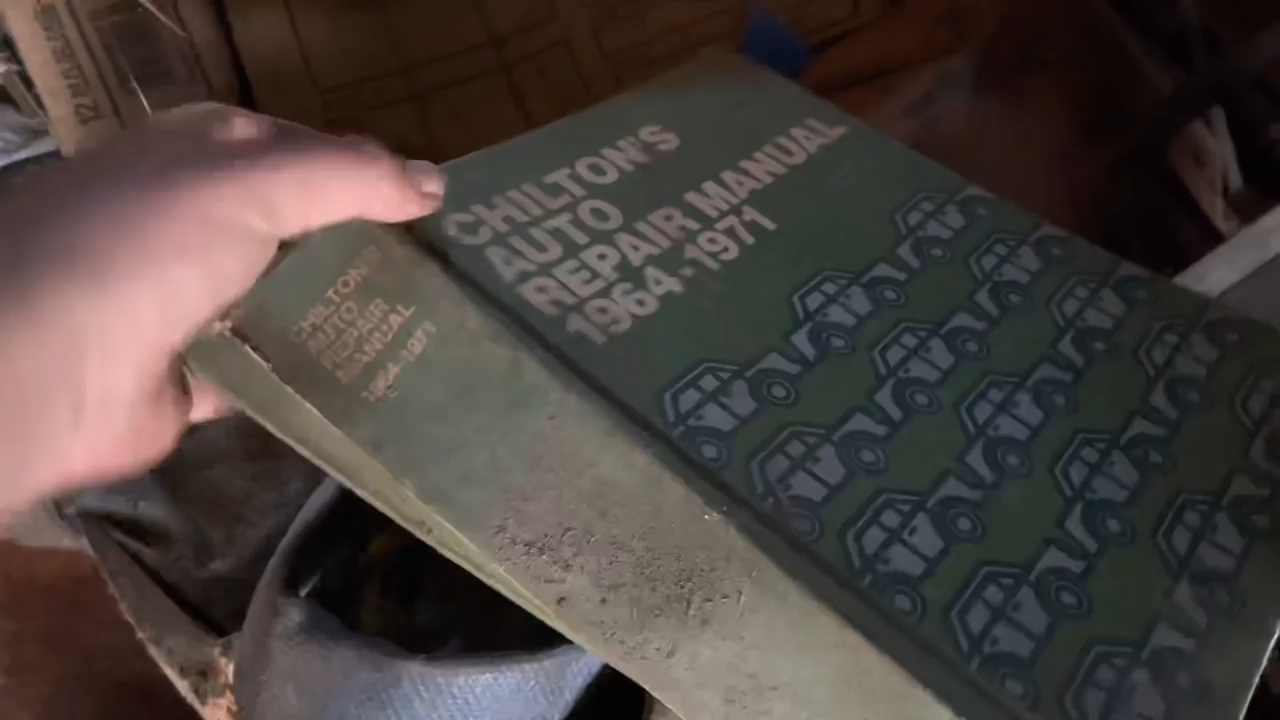 CHILTON'S
AUTO
REPAIR MANUAL
1964-1971
CHILTON'S
AUTO
REPAIR
MANUAL
1964-1971